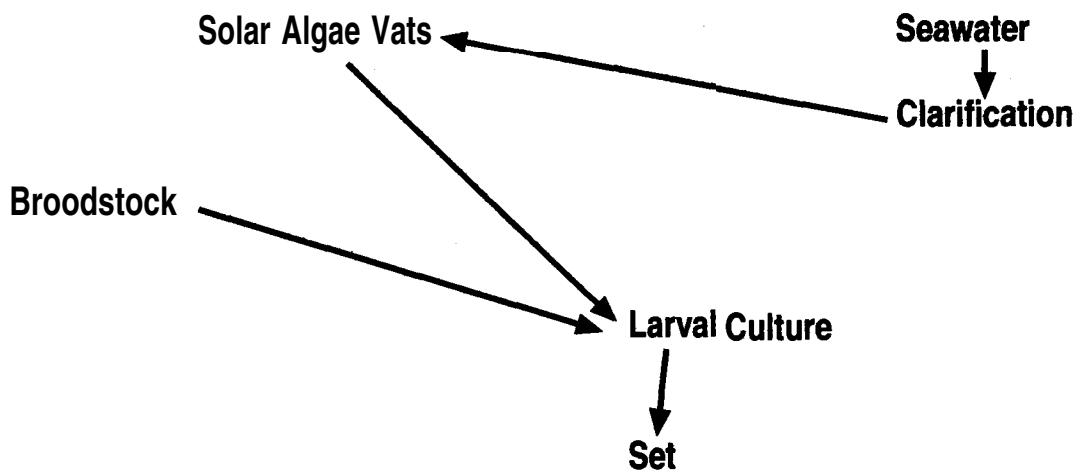 Solar Algae Vats
Seawater
Clarification
Broodstock
Larval Culture
Set